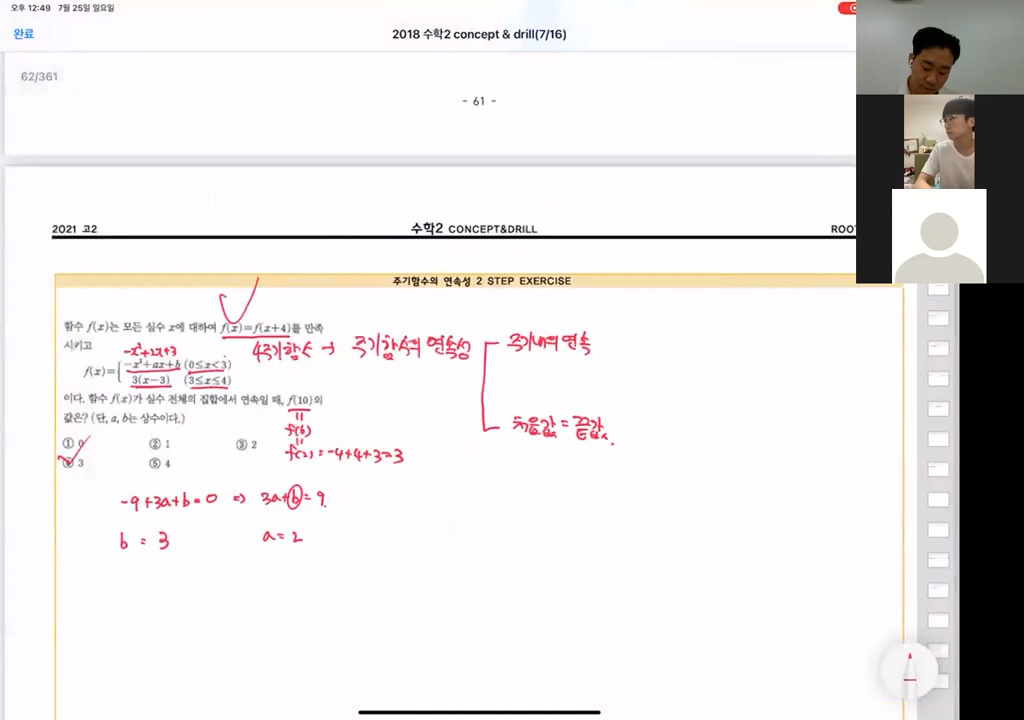 오후 12:49 7월 25일 일요일
완료
2018 수학2 concept & drill(7/16)
62/361
- 61 -
2021 고2
수학2 CONCEPT&DRILL
ROOT
주기함수의 연속성 2 STEP EXERCISE
함수 f(x)는 모든 실수 x에 대하여 f(x)=f(x+4)를 만족
시키고
4주기함수 → 주기함수의 연속성
주기내의 연속
-x²+2x+3
f(x)={ -x²+ax+b (0≤x<3)
3(x-3) (3≤x≤4)
이다. 함수 f(x)가 실수 전체의 집합에서 연속일 때, f(10)의
값은? (단, a, b는 상수이다.)
처음값 = 끝값.
= f(6)
= f(2) = -4+4+3=3
① 0 ② 1 ③ 2
④ 3 ⑤ 4
-9+3a+b=0 ⇒ 3a+b=9.
b = 3 a=2